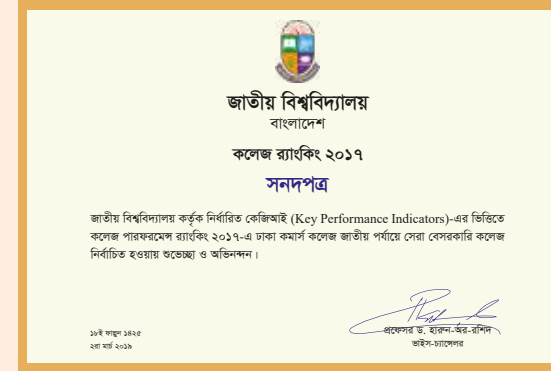 জাতীয় বিশ্ববিদ্যালয়
বাংলাদেশ
কলেজ র‍্যাংকিং ২০১৭
সনদপত্র
জাতীয় বিশ্ববিদ্যালয় কর্তৃক নির্ধারিত কেজিআই (Key Performance Indicators)-এর ভিত্তিতে
কলেজ পারফরমেন্স র‍্যাংকিং ২০১৭-এ ঢাকা কমার্স কলেজ জাতীয় পর্যায়ে সেরা বেসরকারি কলেজ
নির্বাচিত হওয়ায় শুভেচ্ছা ও অভিনন্দন।
১৮ই ফাল্গুন ১৪২৫
২রা মার্চ ২০১৯
প্রফেসর ড. হারুন-অর-রশিদ
ভাইস-চ্যান্সেলর